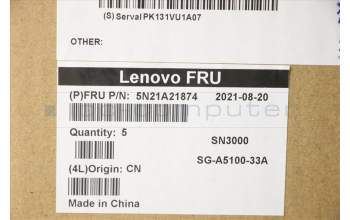 (S) Serval PK131VU1A07
OTHER:
Lenovo FRU
(P)FRU P/N: 5N21A21874 2021-08-20
Quantity: 5
SN3000
SG-A5100-33A
(4L)Origin: CN
Made in China